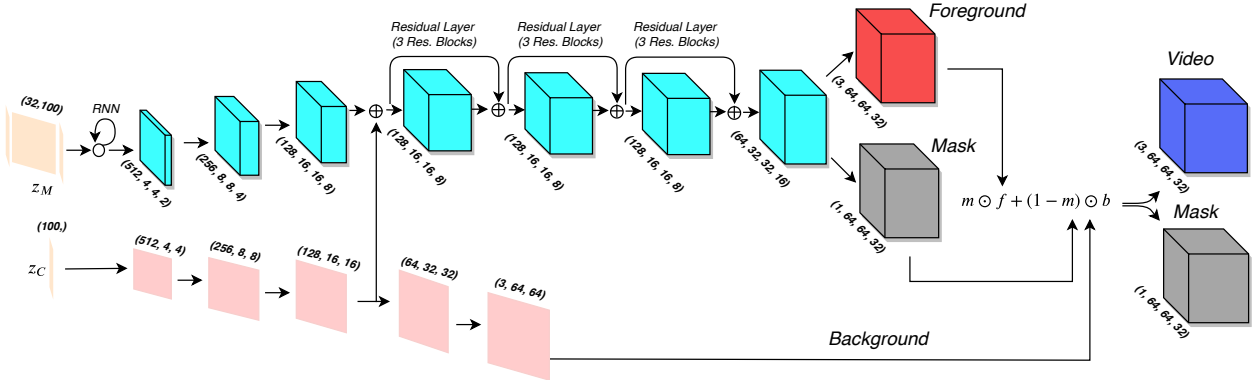 Foreground
Residual Layer
(3 Res. Blocks)
Residual Layer
(3 Res. Blocks)
Residual Layer
(3 Res. Blocks)
Video
(32,100)
RNN
z_M
(512, 4, 4, 2)
(256, 8, 8, 4)
(128, 16, 16, 8)
(128, 16, 16, 8)
(128, 16, 16, 8)
(128, 16, 16, 8)
(64, 32, 32, 16)
(3, 64, 64, 32)
Mask
(1, 64, 64, 32)
m ⊙ f + (1 − m) ⊙ b
(3, 64, 64, 32)
Mask
(1, 64, 64, 32)
(100,)
z_C
(512, 4, 4)
(256, 8, 8)
(128, 16, 16)
(64, 32, 32)
(3, 64, 64)
Background